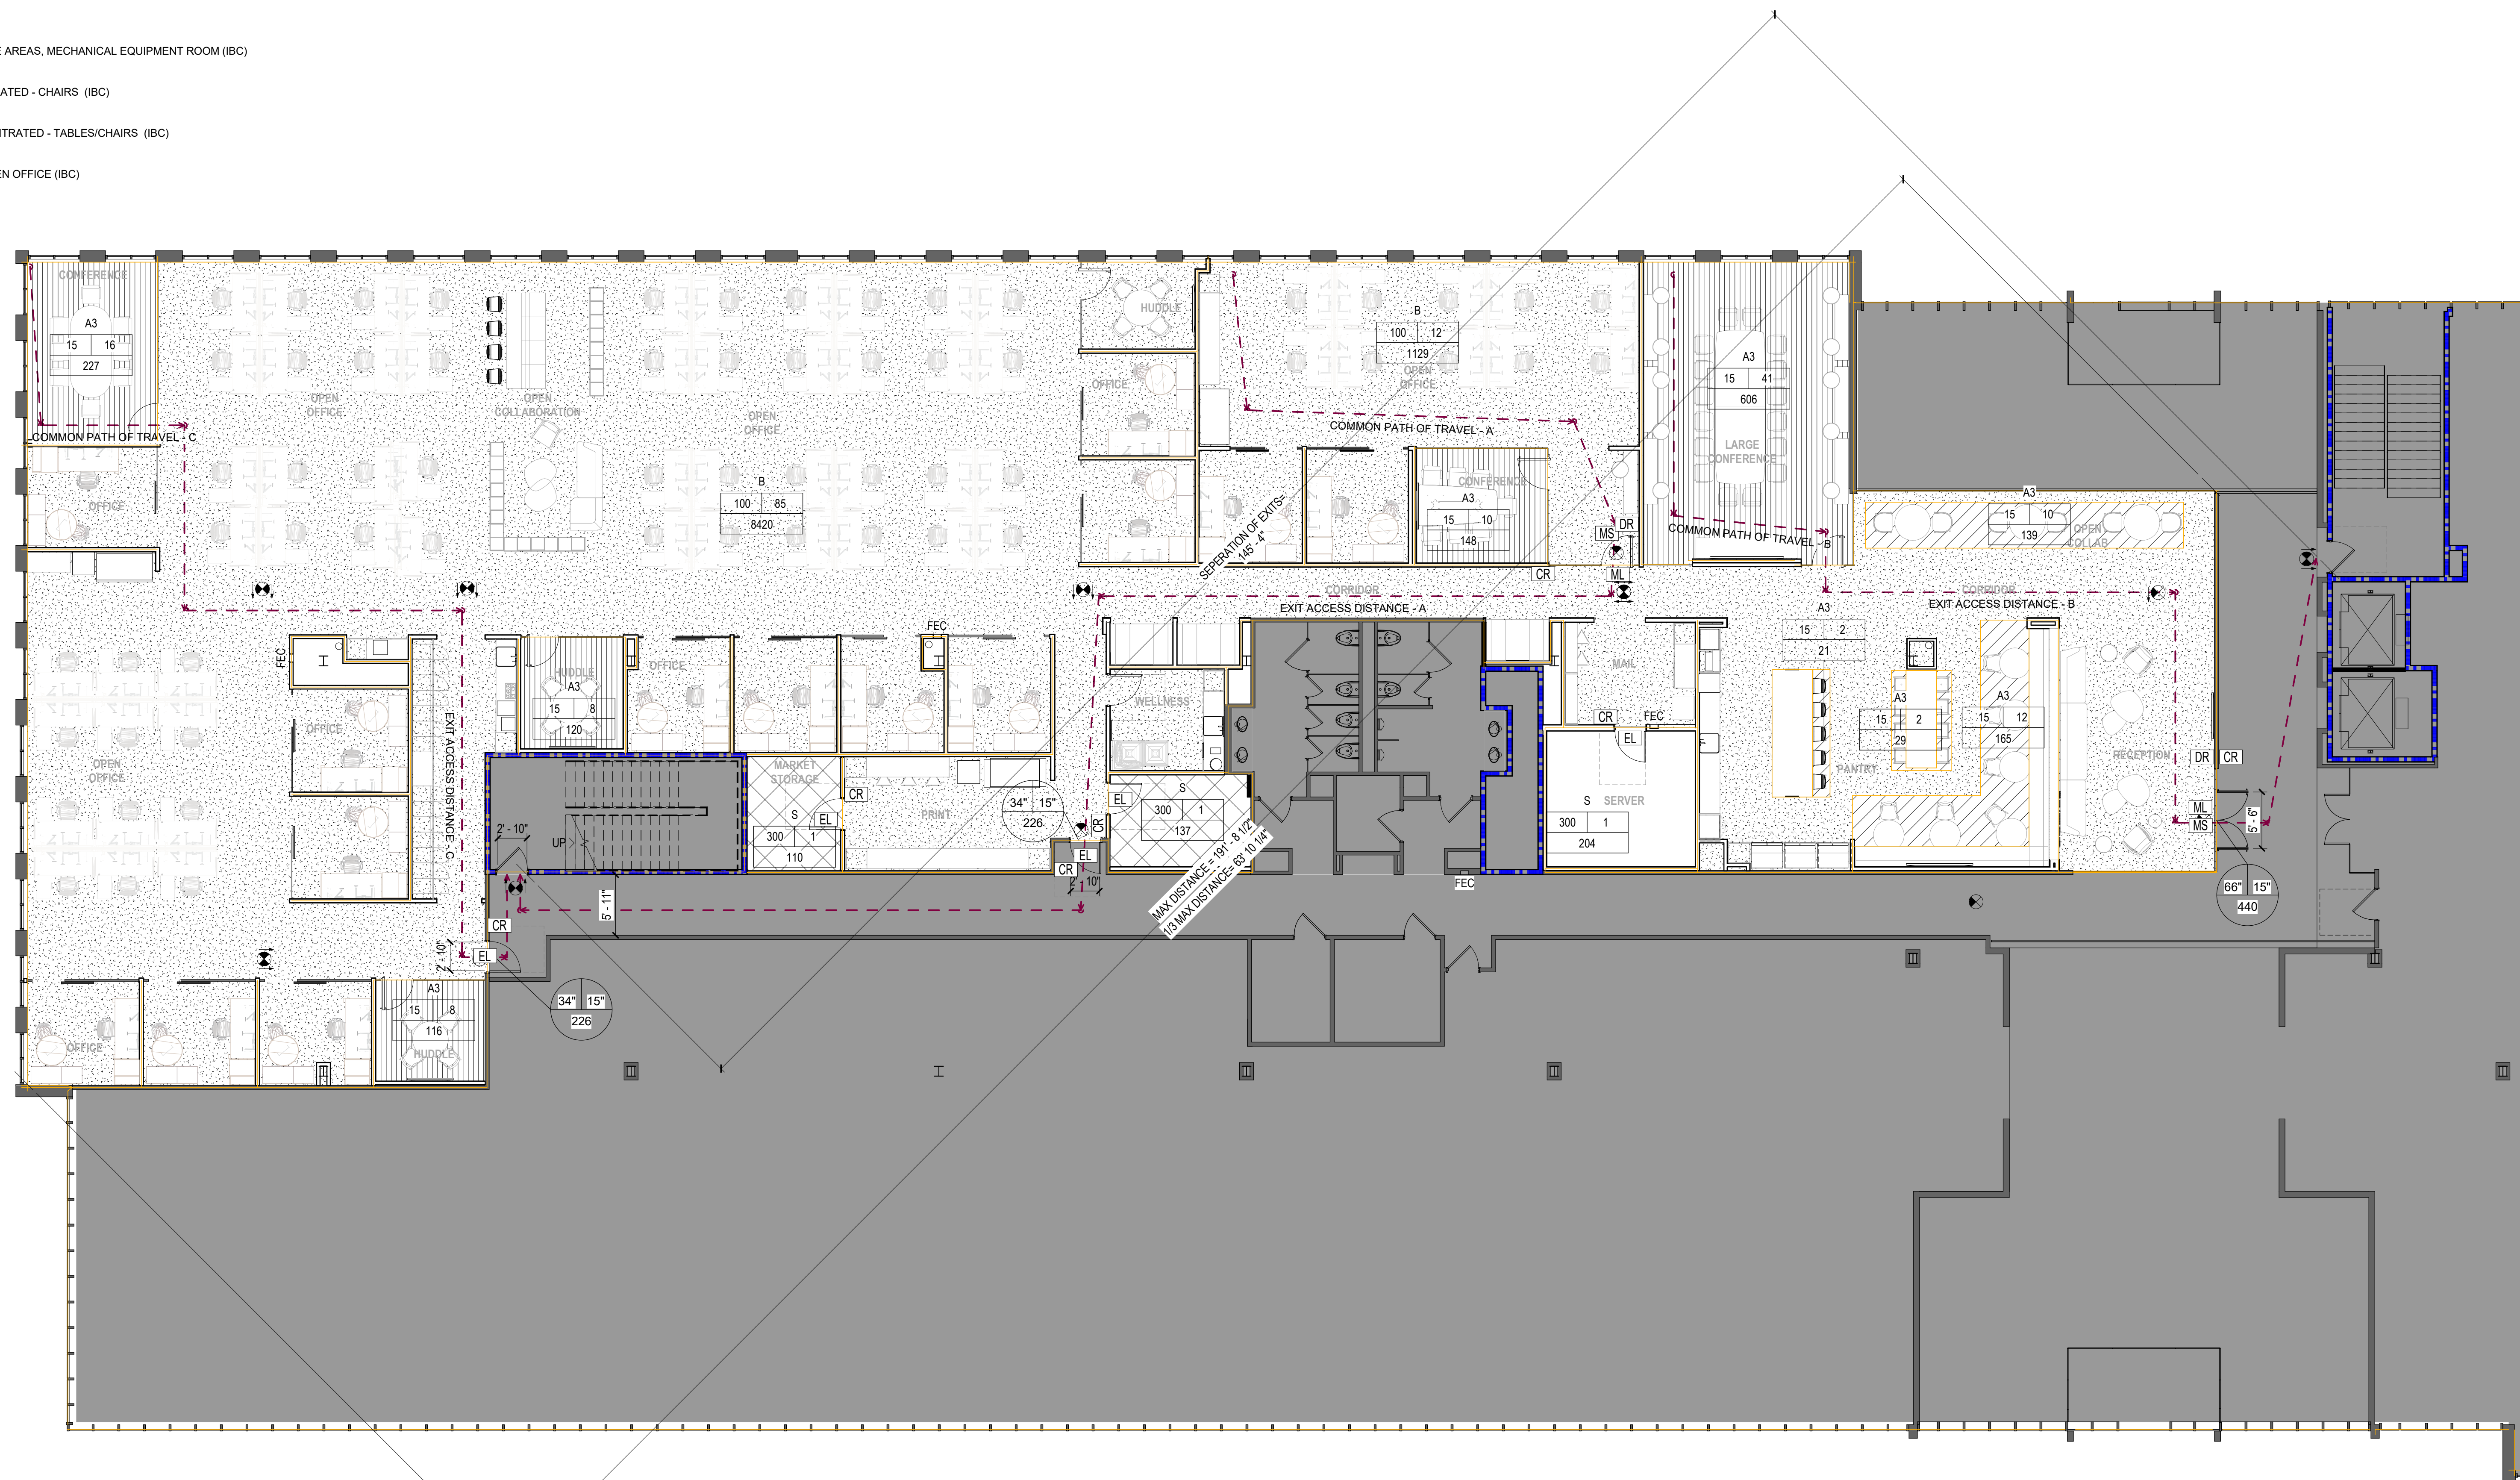 E AREAS, MECHANICAL EQUIPMENT ROOM (IBC)
ATED - CHAIRS  (IBC)
NTRATED - TABLES/CHAIRS  (IBC)
EN OFFICE (IBC)
CONFERENCE
A3
15 16
227
COMMON PATH OF TRAVEL - C
OFFICE
OPEN
OFFICE
OPEN
COLLABORATION
OPEN
OFFICE
B
100 85
8420
HUDDLE
OFFICE
B
100 12
1129
OPEN
OFFICE
COMMON PATH OF TRAVEL - A
CONFERENCE
A3
15 10
148
DR
MS
CR
ML
A3
15 41
606
LARGE
CONFERENCE
COMMON PATH OF TRAVEL - B
A3
15 10
139
OPEN
COLLAB
SEPERATION OF EXITS=
145' - 4"
CORRIDOR
EXIT ACCESS DISTANCE - A
CORRIDOR
EXIT ACCESS DISTANCE - B
FEC
FEC
HUDDLE
A3
15 8
120
OFFICE
WELLNESS
MAIL
CR
FEC
EL
A3
15 2
21
A3
15 2
29
A3
15 12
165
PANTRY
RECEPTION
DR
CR
ML
MS
5' - 6"
66" 15"
440
OPEN
OFFICE
OFFICE
EXIT ACCESS DISTANCE - C
UP
2' - 10"
MARKET
STORAGE
S
300 1
110
EL
CR
PRINT
34" 15"
226
CR
EL
S
300 1
137
EL
CR
2' - 10"
S
SERVER
300 1
204
MAX DISTANCE = 191' - 8 1/2"
1/3 MAX DISTANCE= 63' 10 1/4"
FEC
5' - 11"
CR
EL
2' - 10"
34" 15"
226
OFFICE
A3
15 8
116
HUDDLE